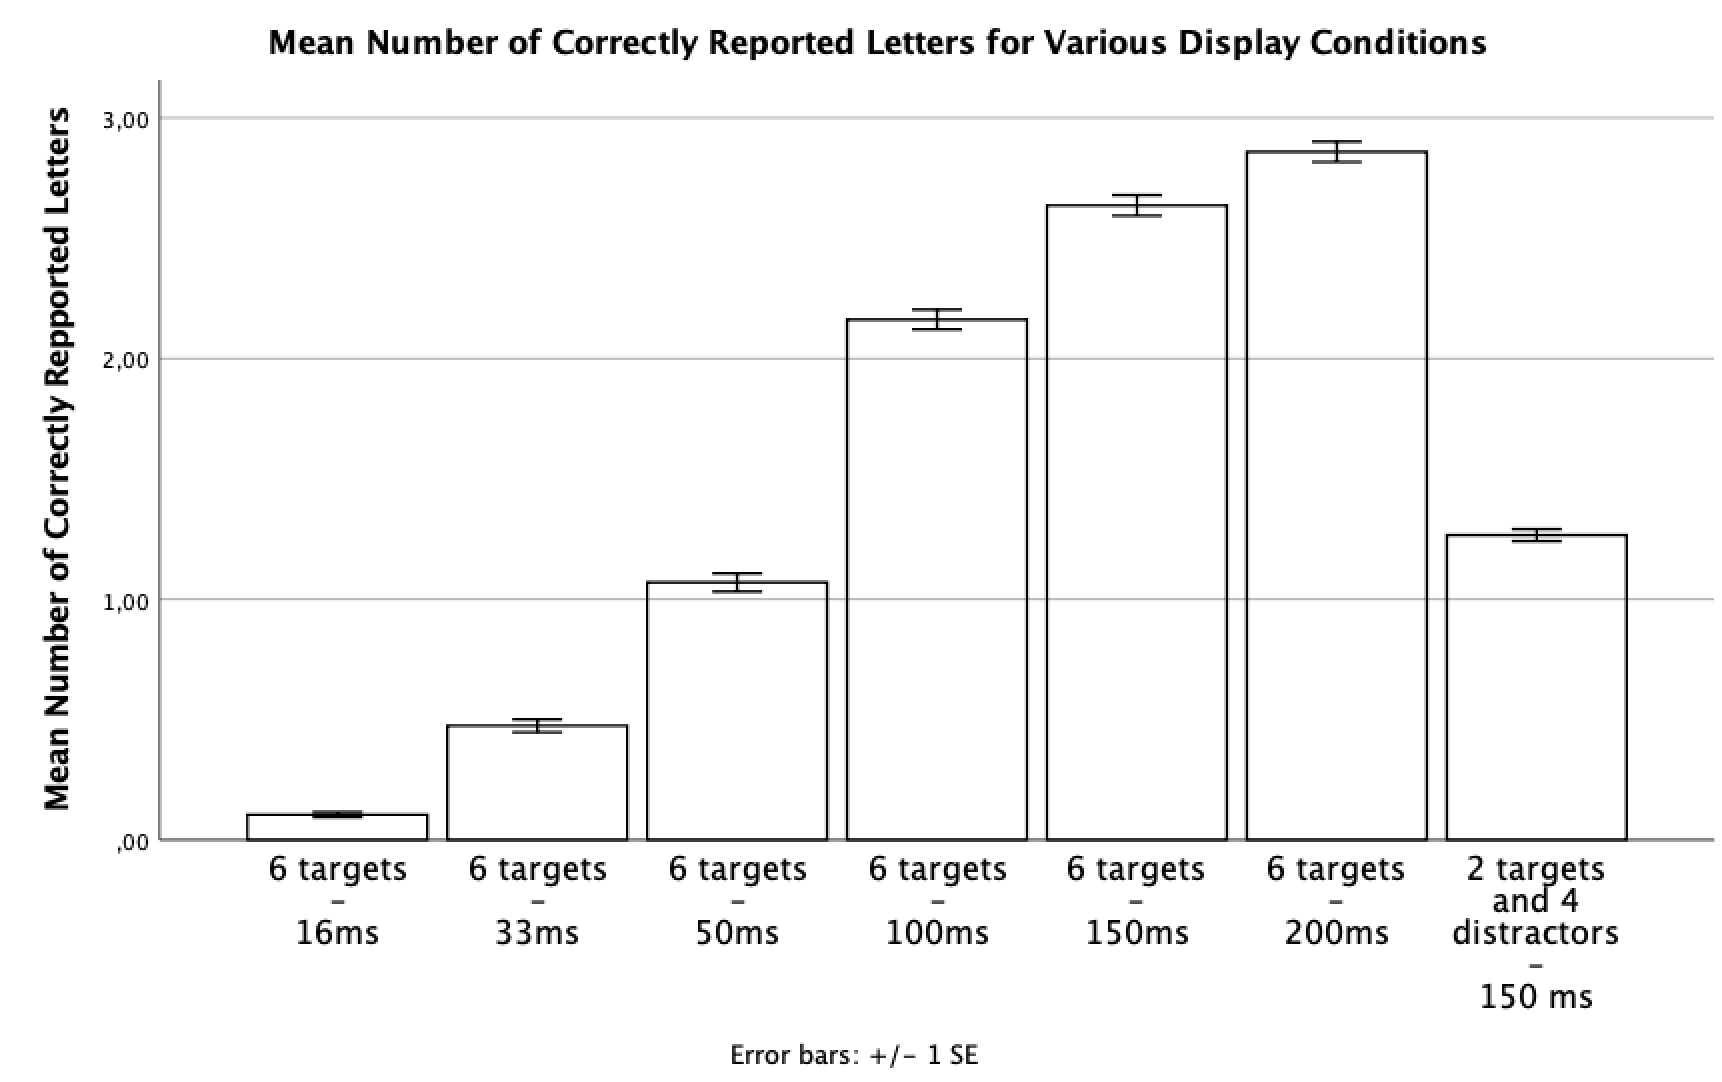 Mean Number of Correctly Reported Letters for Various Display Conditions
Mean Number of Correctly Repported Letters
3,00
2,00
1,00
,00
6 targets
–
16ms
6 targets
–
33ms
6 targets
–
50ms
6 targets
–
100ms
6 targets
–
150ms
6 targets
–
200ms
2 targets
and 4
distractors
–
150 ms
Error bars: +/− 1 SE